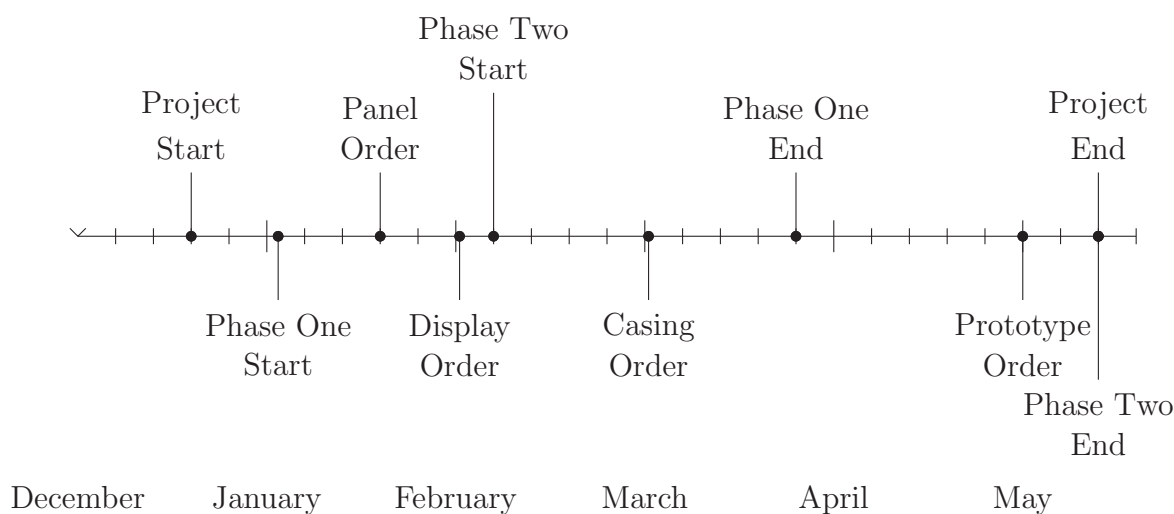 Phase Two
Start
Project
Start
Panel
Order
Phase One
End
Project
End
Phase One
Start
Display
Order
Casing
Order
Prototype
Order
Phase Two
End
December January February March April May